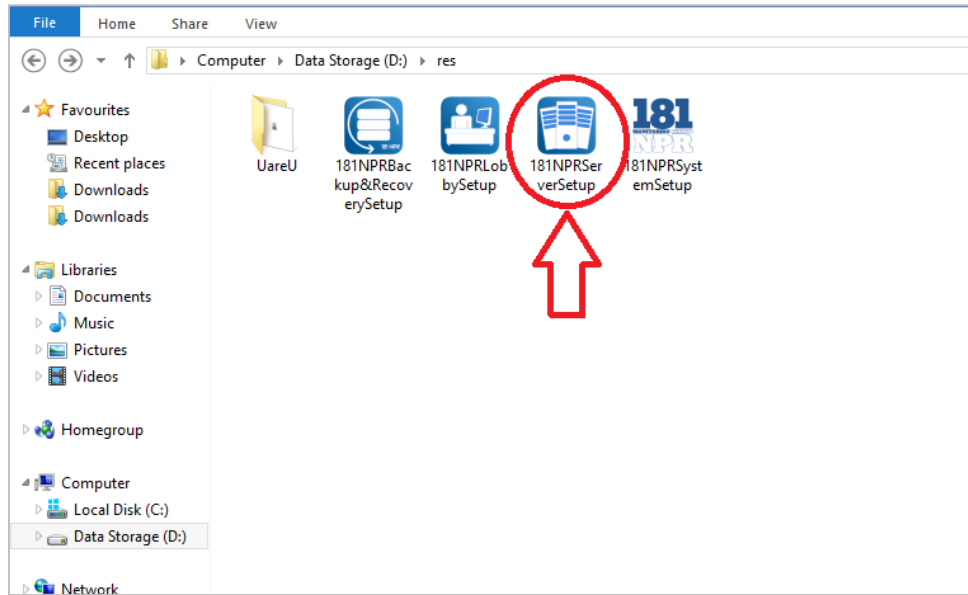 File Home Share View
Computer Data Storage (D:) res
Favourites
Desktop
Recent places
Downloads
Downloads
Libraries
Documents
Music
Pictures
Videos
Homegroup
Computer
Local Disk (C:)
Data Storage (D:)
Network
UareU
181NPRBac
kup&Recov
erySetup
181NPRLob
bySetup
181NPRSer
verSetup
181
NPR
181NPRSyst
emSetup